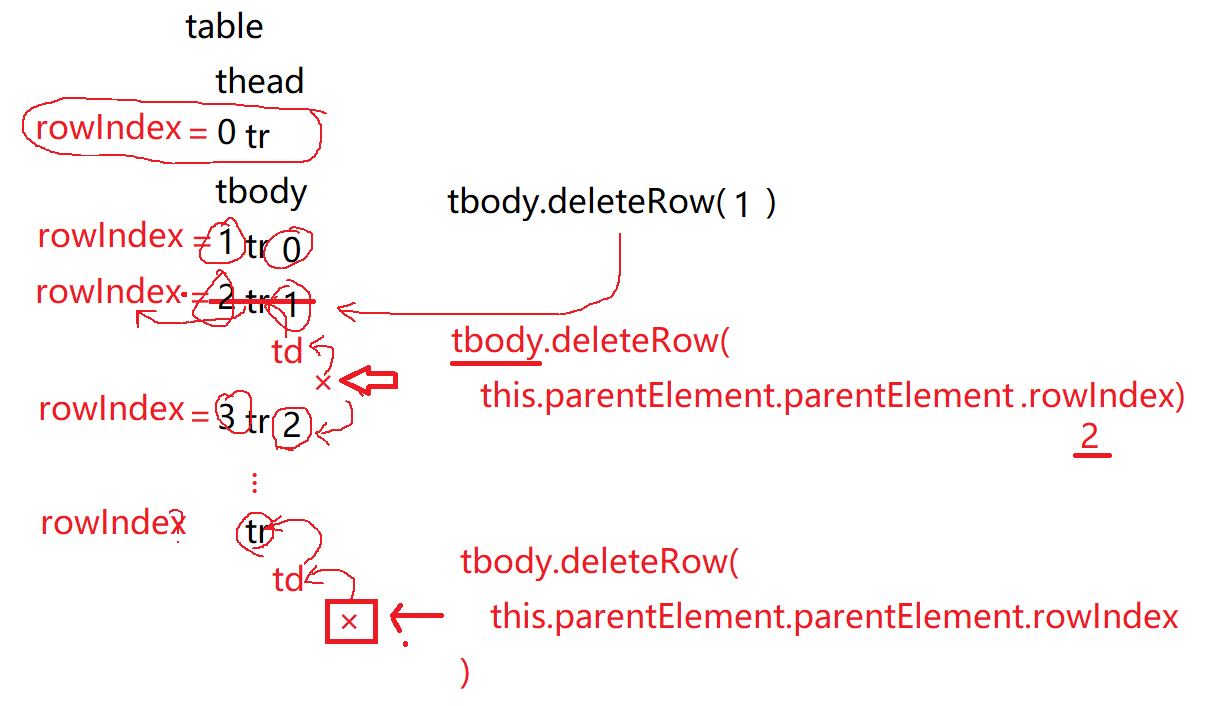 table
thead
rowIndex = 0 tr
tbody
tbody.deleteRow( 1 )
rowIndex = 1 tr 0
rowIndex = 2 tr 1
tbody.deleteRow(
td
×
this.parentElement.parentElement .rowIndex)
rowIndex = 3 tr 2
2
⋮
rowIndex ? tr
tbody.deleteRow(
td
this.parentElement.parentElement.rowIndex
×
)